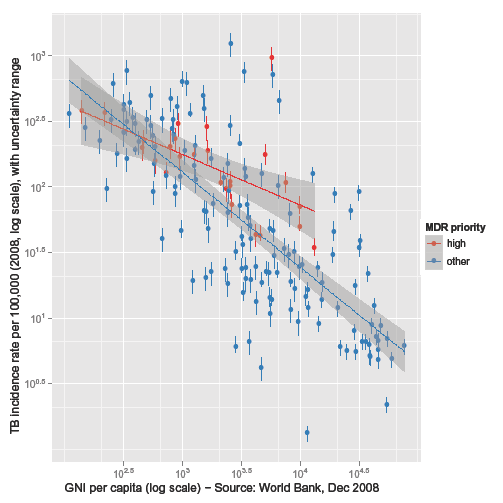 TB incidence rate per 100,000 (2008, log scale), with uncertainty range
10^3
10^2.5
10^2
10^1.5
10^1
10^0.5
10^2.5 10^3 10^3.5 10^4 10^4.5
GNI per capita (log scale) − Source: World Bank, Dec 2008
MDR priority
high
other